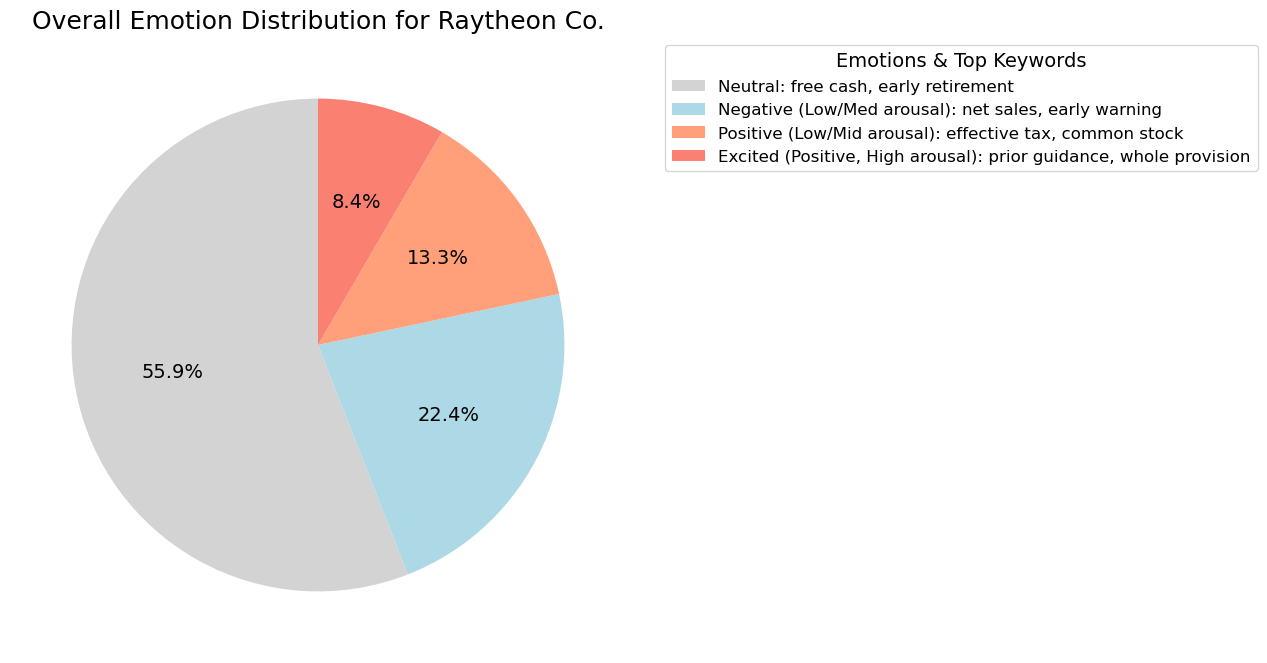 Overall Emotion Distribution for Raytheon Co.
Emotions & Top Keywords
Neutral: free cash, early retirement
Negative (Low/Med arousal): net sales, early warning
Positive (Low/Mid arousal): effective tax, common stock
Excited (Positive, High arousal): prior guidance, whole provision
8.4%
13.3%
55.9%
22.4%